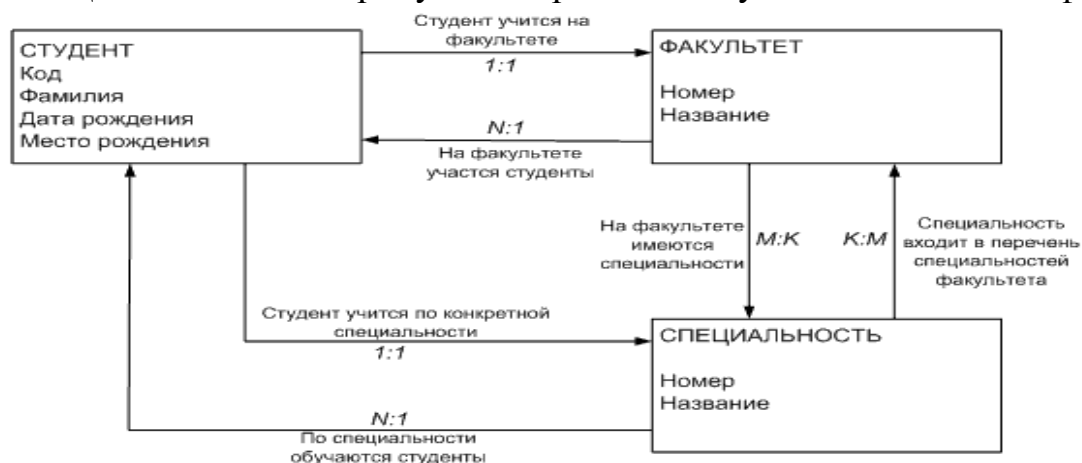 Студент учится на
факультете
1:1
СТУДЕНТ
Код
Фамилия
Дата рождения
Место рождения
ФАКУЛЬТЕТ
Номер
Название
N:1
На факультете
участся студенты
На факультете
имеются
специальности
M:K
K:M
Специальность
входит в перечень
специальностей
факультета
Студент учится по конкретной
специальности
1:1
СПЕЦИАЛЬНОСТЬ
Номер
Название
N:1
По специальности
обучаются студенты